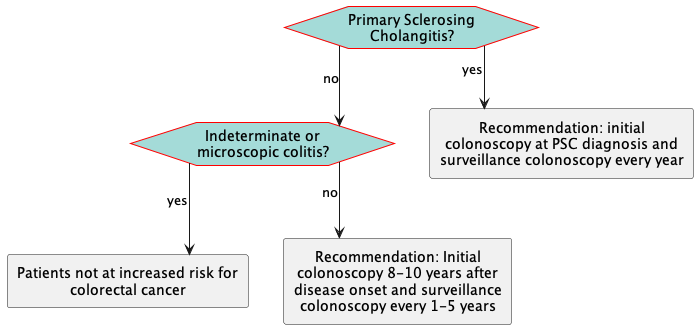 Primary Sclerosing
Cholangitis?
no
yes
Indeterminate or
microscopic colitis?
Recommendation: initial
colonoscopy at PSC diagnosis and
surveillance colonoscopy every year
yes
no
Patients not at increased risk for
colorectal cancer
Recommendation: Initial
colonoscopy 8-10 years after
disease onset and surveillance
colonoscopy every 1-5 years